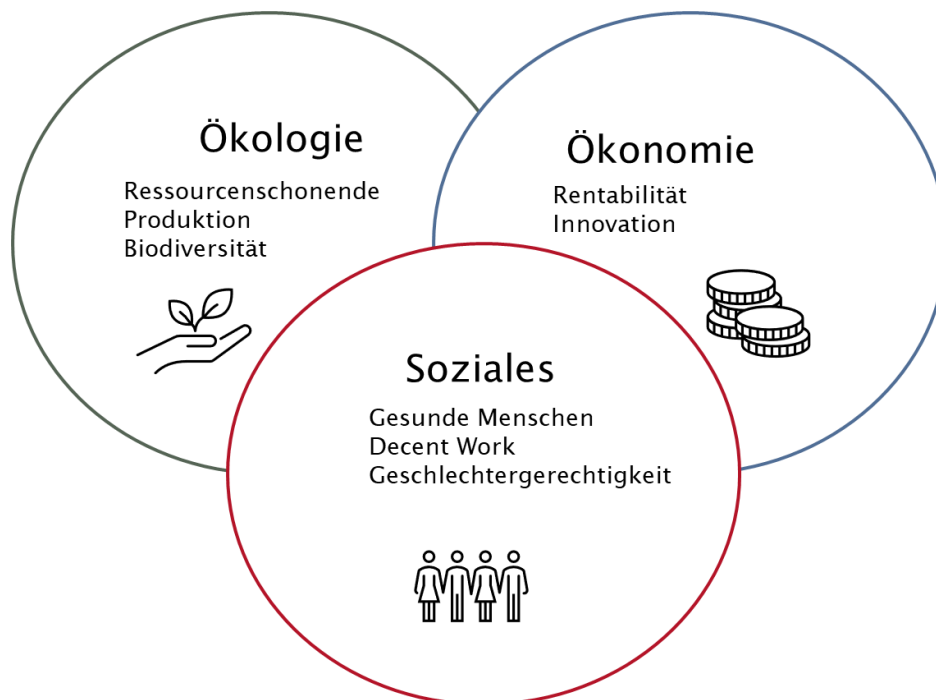 Ökologie
Ressourcenschonende
Produktion
Biodiversität
Ökonomie
Rentabilität
Innovation
Soziales
Gesunde Menschen
Decent Work
Geschlechtergerechtigkeit